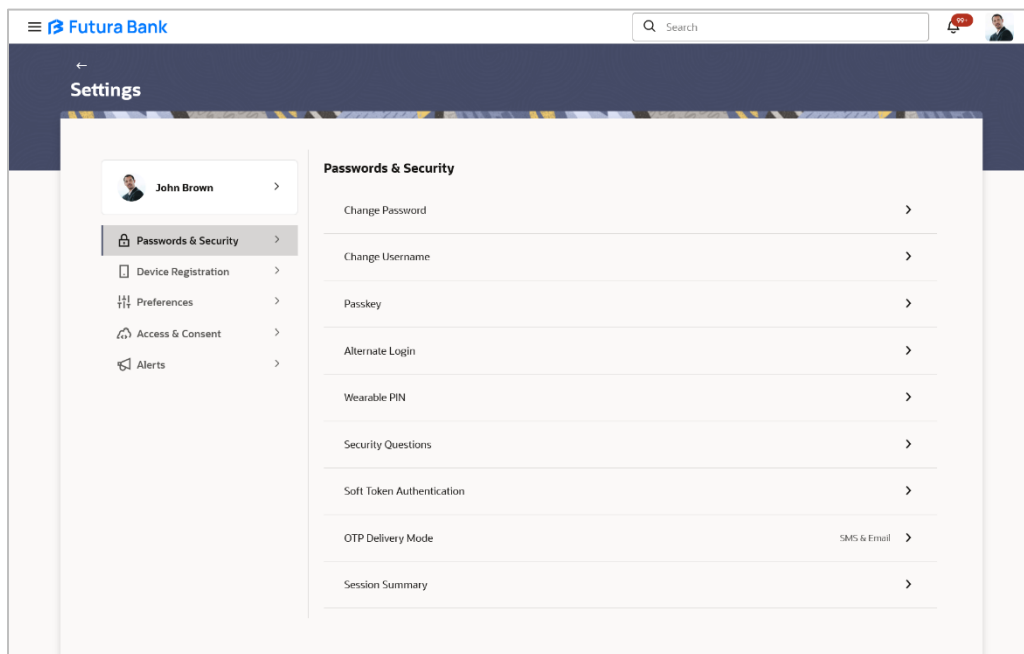 Futura Bank
Search
99+
Settings
John Brown
Passwords & Security
Device Registration
Preferences
Access & Consent
Alerts
Passwords & Security
Change Password
Change Username
Passkey
Alternate Login
Wearable PIN
Security Questions
Soft Token Authentication
OTP Delivery Mode SMS & Email
Session Summary